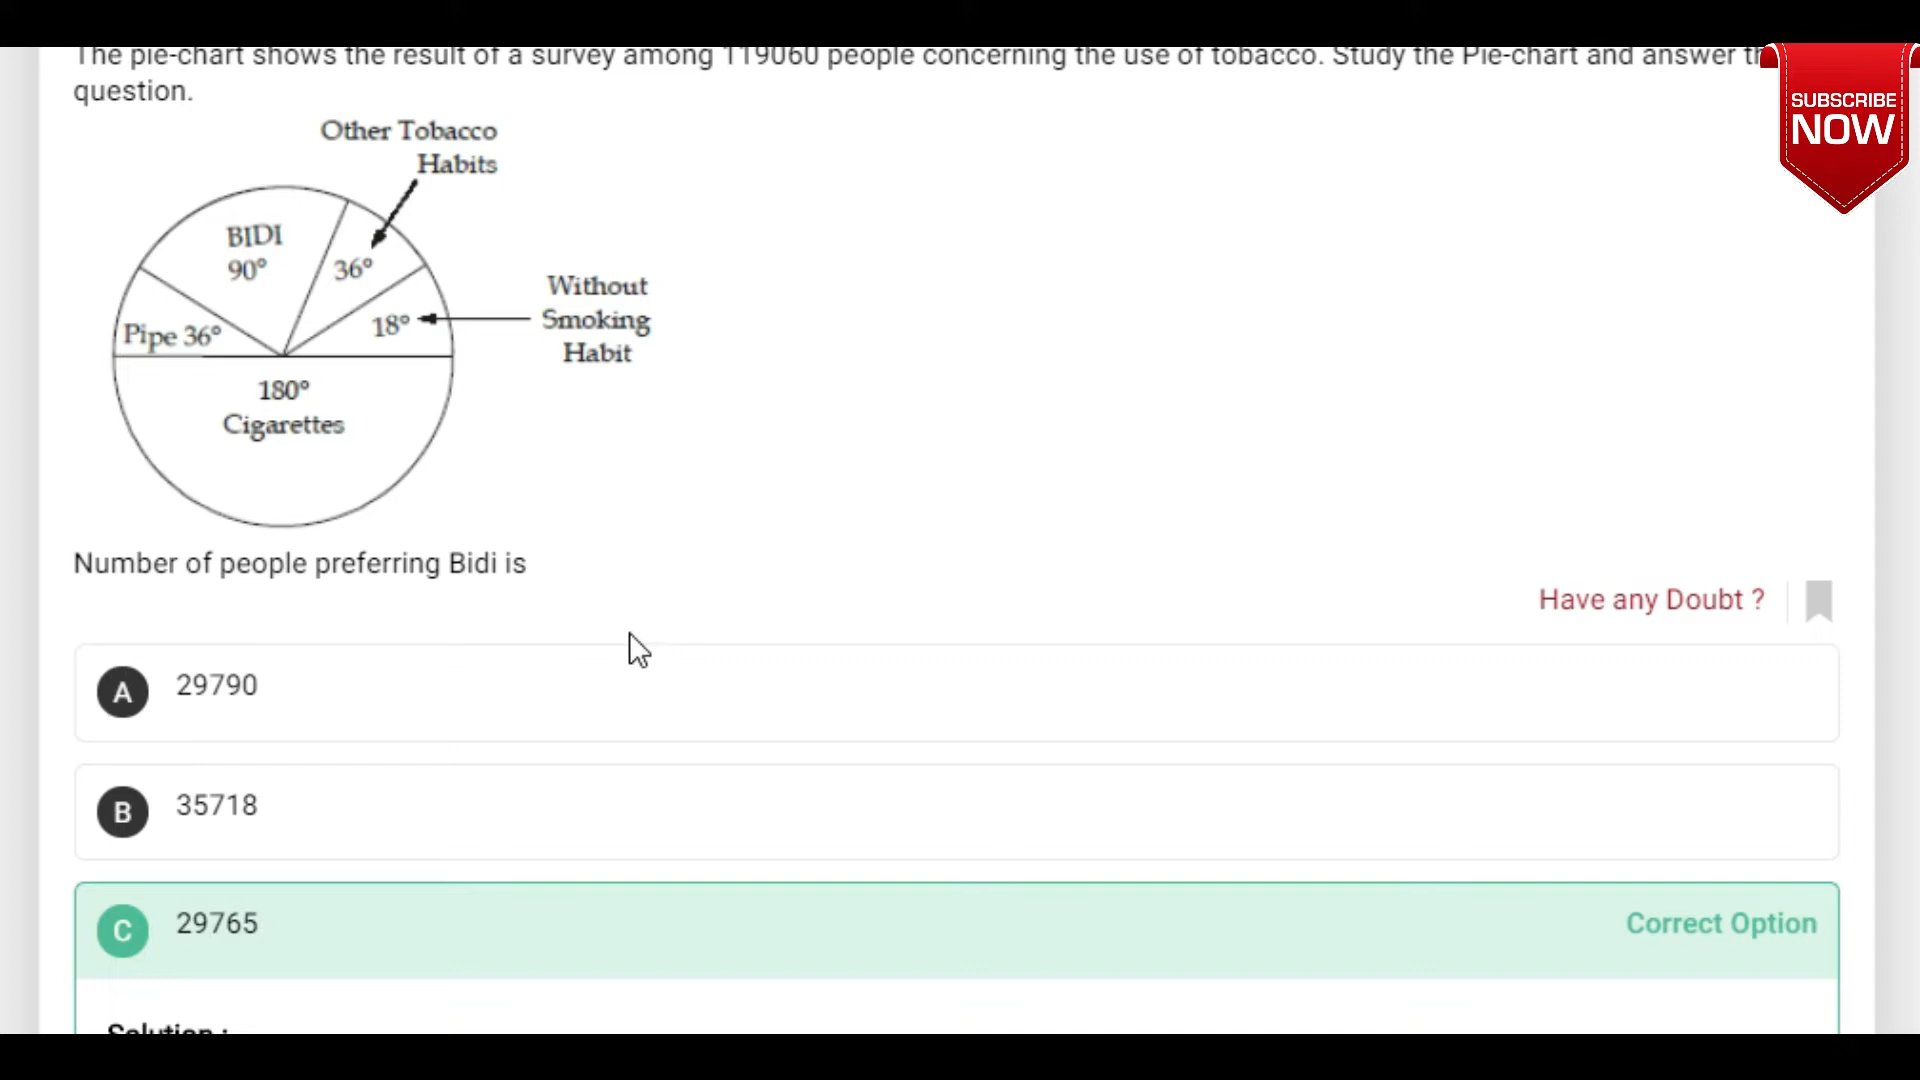 The pie-chart shows the result of a survey among 119060 people concerning the use of tobacco. Study the Pie-chart and answer
question.
SUBSCRIBE
NOW
Other Tobacco
Habits
BIDI
90°
36°
Without
Smoking
Habit
18°
Pipe 36°
180°
Cigarettes
Number of people preferring Bidi is
Have any Doubt ?
A 29790
B 35718
C 29765
Correct Option
Solution :